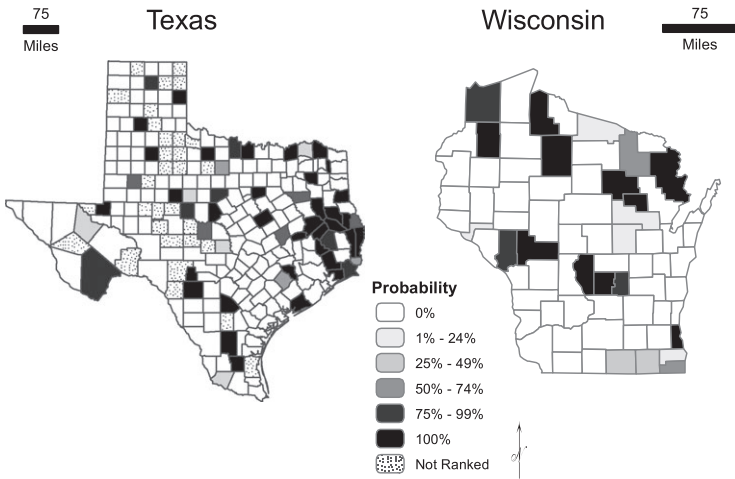 75
Miles
Texas
Wisconsin
75
Miles
Probability
0%
1% - 24%
25% - 49%
50% - 74%
75% - 99%
100%
Not Ranked